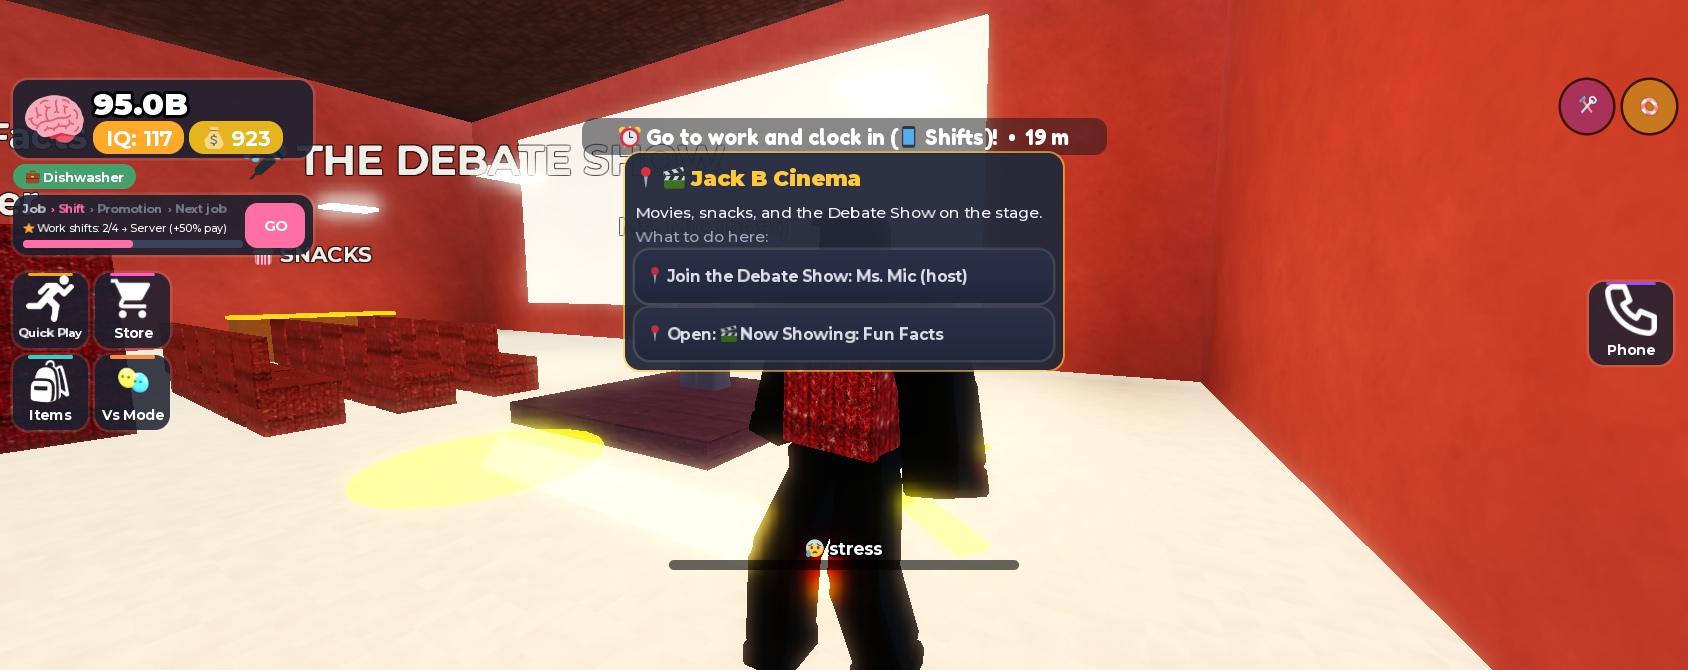 95.0B
IQ: 117
923
Dishwasher
Job › Shift › Promotion › Next job
Work shifts: 2/4 → Server (+50% pay)
GO
Quick Play
Store
Items
Vs Mode
THE DEBATE SHOW
SNACKS
Go to work and clock in (Shifts)! • 19 m
Jack B Cinema
Movies, snacks, and the Debate Show on the stage.
What to do here:
Join the Debate Show: Ms. Mic (host)
Open: Now Showing: Fun Facts
stress
Phone